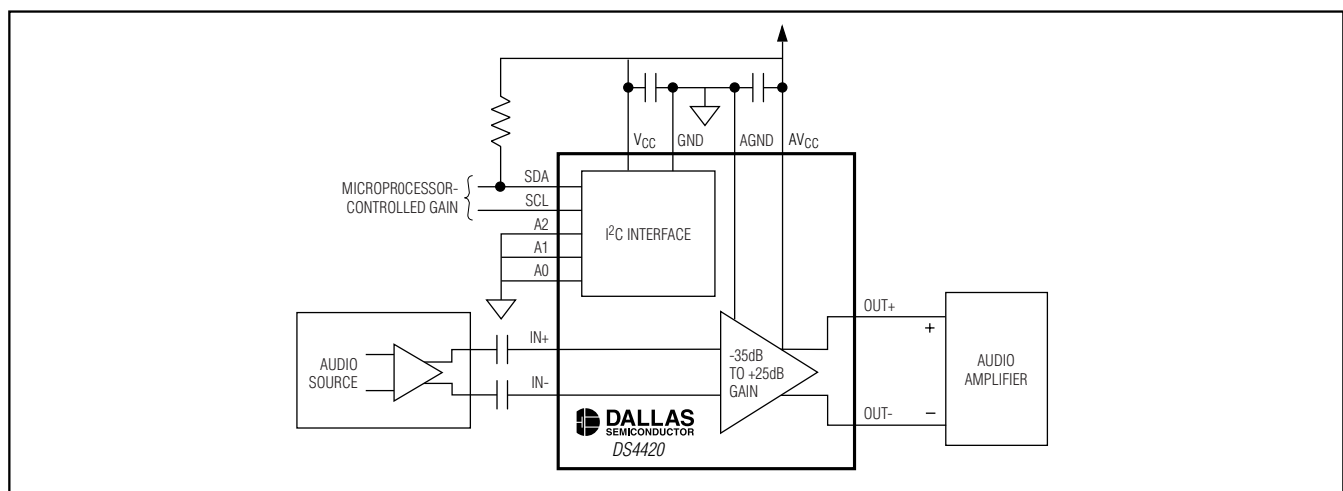 VCC
GND
AGND
AVCC
MICROPROCESSOR-
CONTROLLED GAIN
SDA
SCL
A2
A1
A0
I2C INTERFACE
AUDIO
SOURCE
IN+
IN-
-35dB
TO +25dB
GAIN
DALLAS
SEMICONDUCTOR
DS4420
OUT+
OUT-
+
−
AUDIO
AMPLIFIER